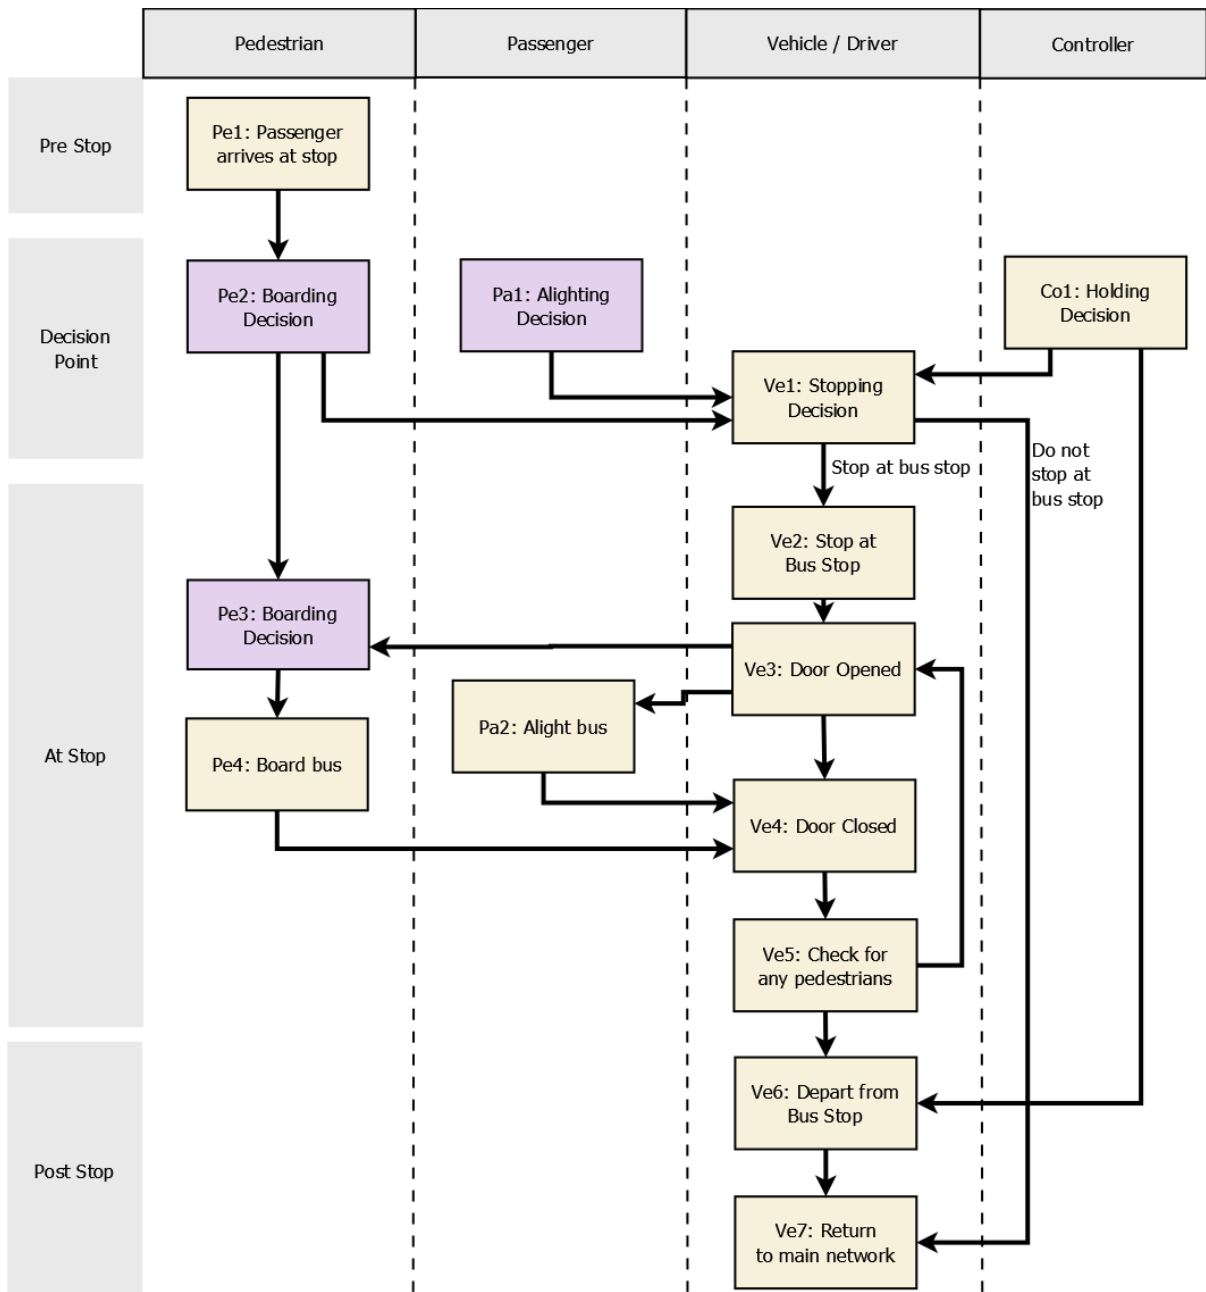 Pedestrian
Passenger
Vehicle / Driver
Controller
Pre Stop
Pe1: Passenger
arrives at stop
Decision
Point
Pe2: Boarding
Decision
Pa1: Alighting
Decision
Co1: Holding
Decision
Ve1: Stopping
Decision
Stop at bus stop
Do not
stop at
bus stop
At Stop
Ve2: Stop at
Bus Stop
Pe3: Boarding
Decision
Ve3: Door Opened
Pa2: Alight bus
Pe4: Board bus
Ve4: Door Closed
Ve5: Check for
any pedestrians
Post Stop
Ve6: Depart from
Bus Stop
Ve7: Return
to main network